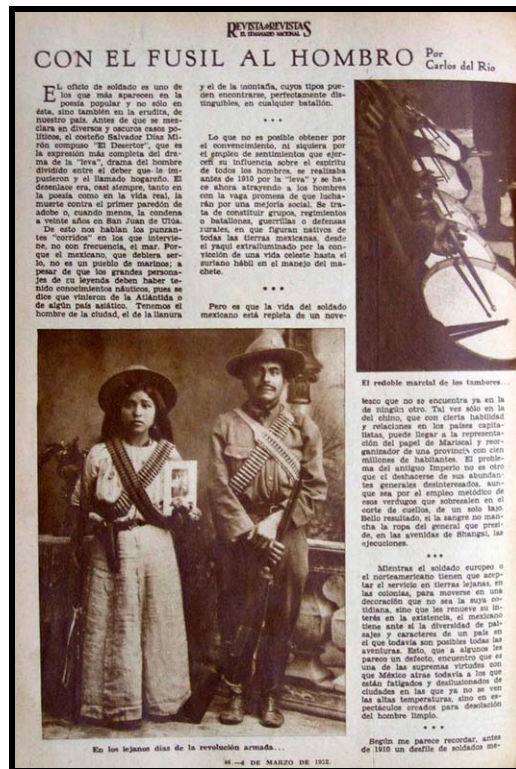 REVISTA DE REVISTAS
EL SEMANARIO NACIONAL
CON EL FUSIL AL HOMBRO
Por
Carlos del Río
EL oficio de soldado es uno de
los que más aparecen en la
poesía popular y no sólo en
ésta, sino también en la erudita, de
nuestro país. Antes de que se mez-
clara en diversos y oscuros casos po-
líticos, el costeño Salvador Díaz Mi-
rón compuso "El Desertor", que es
la expresión más completa del dra-
ma de la "leva", drama del hombre
dividido entre el deber que le im-
pusieron y el llamado hogareño. El
desenlace era, casi siempre, tanto en
la poesía como en la vida real, la
muerte contra el primer paredón de
adobe o, cuando menos, la condena
a veinte años en San Juan de Ulúa.
De esto nos hablan los punzan-
tes "corridos" en los que intervie-
ne, no con frecuencia, el mar. Por-
que el mexicano, que debiera ser-
lo, no es un pueblo de marinos; a
pesar de que los grandes persona-
jes de su leyenda deben haber te-
nido conocimientos náuticos, pues se
dice que vinieron de la Atlántida o
de algún país asiático. Tenemos el
hombre de la ciudad, el de la llanura
y el de la montaña, cuyos tipos pue-
den encontrarse, perfectamente dis-
tinguibles, en cualquier batallón.
* * *
Lo que no es posible obtener por
el convencimiento, ni siquiera por
el empleo de sentimientos que ejer-
cen su influencia sobre el espíritu
de todos los hombres, se realizaba
antes de 1910 por la "leva" y se ha-
ce ahora atrayendo a los hombres
con la vaga promesa de que lucha-
rán por una mejoría social. Se tra-
ta de constituir grupos, regimientos
o batallones, guerrillas o defensas
rurales, en que figuran nativos de
todas las tierras mexicanas, desde
el yaqui extraliluminado por la con-
vicción de una vida celeste hasta el
suriano hábil en el manejo del ma-
chete.
* * *
Pero es que la vida del soldado
mexicano está repleta de un nove-
El redoble marcial de los tambores...
lesco que no se encuentra ya en la
de ningún otro. Tal vez sólo en la
del chino, que con cierta habilidad
y relaciones en los países capita-
listas, puede llegar a la representa-
ción del papel de Mariscal y reor-
ganizador de una provincia con cien
millones de habitantes. El proble-
ma del antiguo Imperio no es otro
que el deshacerse de sus abundan-
tes generales desinteresados, aun-
que sea por el empleo metódico de
esos verdugos que sobresalen en el
corte de cuellos, de un solo tajo.
Bello resultado, si la sangre no man-
cha la ropa del general que presi-
de, en las avenidas de Shangai, las
ejecuciones.
* * *
Mientras el soldado europeo o
el norteamericano tienen que acep-
tar el servicio en tierras lejanas, en
las colonias, para moverse en una
decoración que no sea la suya co-
tidiana, sino que les renueve su in-
terés en la existencia, el mexicano
tiene ante sí la diversidad de pai-
sajes y caracteres de un país en
el que todavía son posibles todas las
aventuras. Esto, que a algunos les
parece un defecto, encuentro que es
una de las supremas virtudes con
que México atrae todavía a los que
están fatigados y desilusionados de
ciudades en las que ya no se ven
las altas temperaturas, sino en es-
pectáculos creados para desolación
del hombre limpio.
* * *
Según me parece recordar, antes
de 1910 un desfile de soldados me-
En los lejanos días de la revolución armada...
DE MARZO DE 1932.